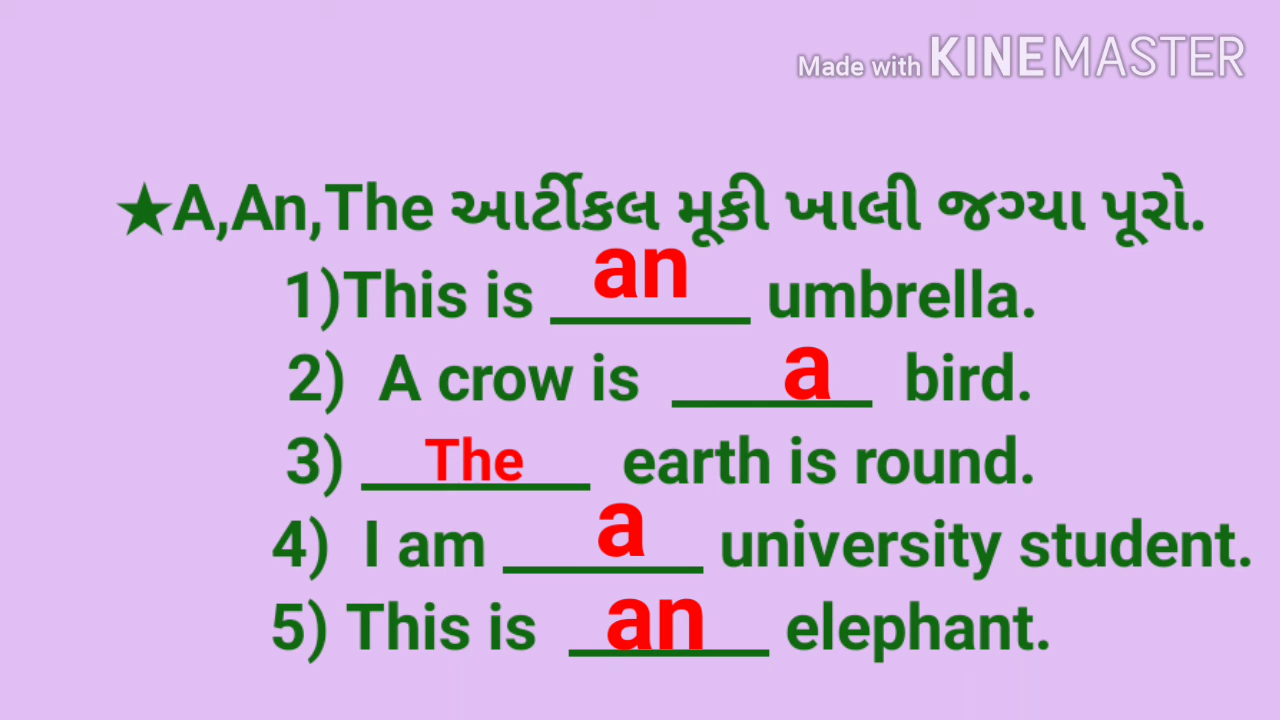 Made with KINEMASTER
★A,An,The આર્ટીકલ મૂકી ખાલી જગ્યા પૂરો.
1)This is an umbrella.
2) A crow is a bird.
3) The earth is round.
4) I am a university student.
5) This is an elephant.